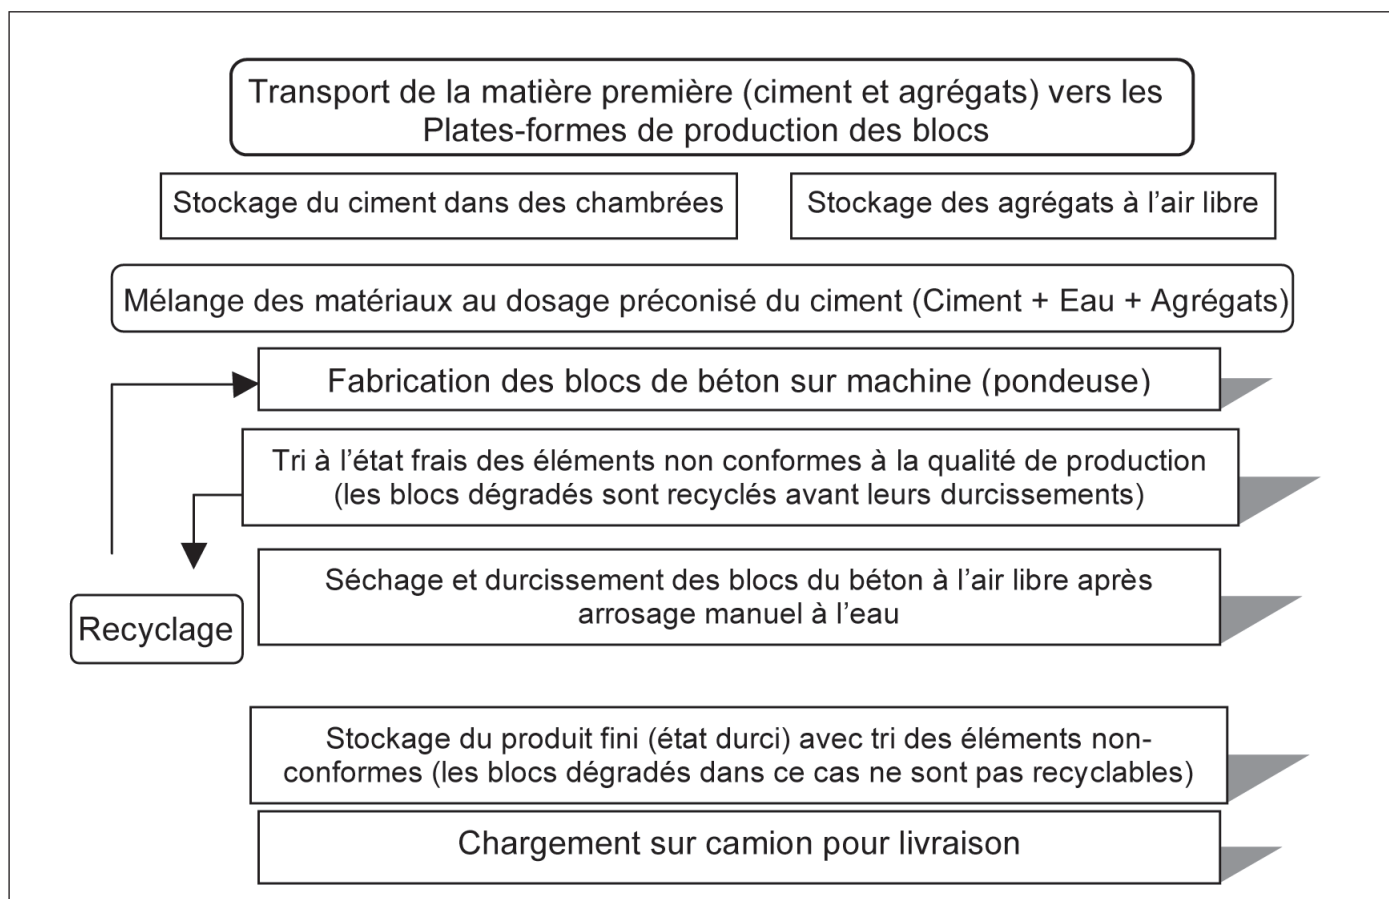 Transport de la matière première (ciment et agrégats) vers les
Plates-formes de production des blocs
Stockage du ciment dans des chambrées
Stockage des agrégats à l’air libre
Mélange des matériaux au dosage préconisé du ciment (Ciment + Eau + Agrégats)
Fabrication des blocs de béton sur machine (pondeuse)
Tri à l’état frais des éléments non conformes à la qualité de production
(les blocs dégradés sont recyclés avant leurs durcissements)
Séchage et durcissement des blocs du béton à l’air libre après
arrosage manuel à l’eau
Recyclage
Stockage du produit fini (état durci) avec tri des éléments non-
conformes (les blocs dégradés dans ce cas ne sont pas recyclables)
Chargement sur camion pour livraison